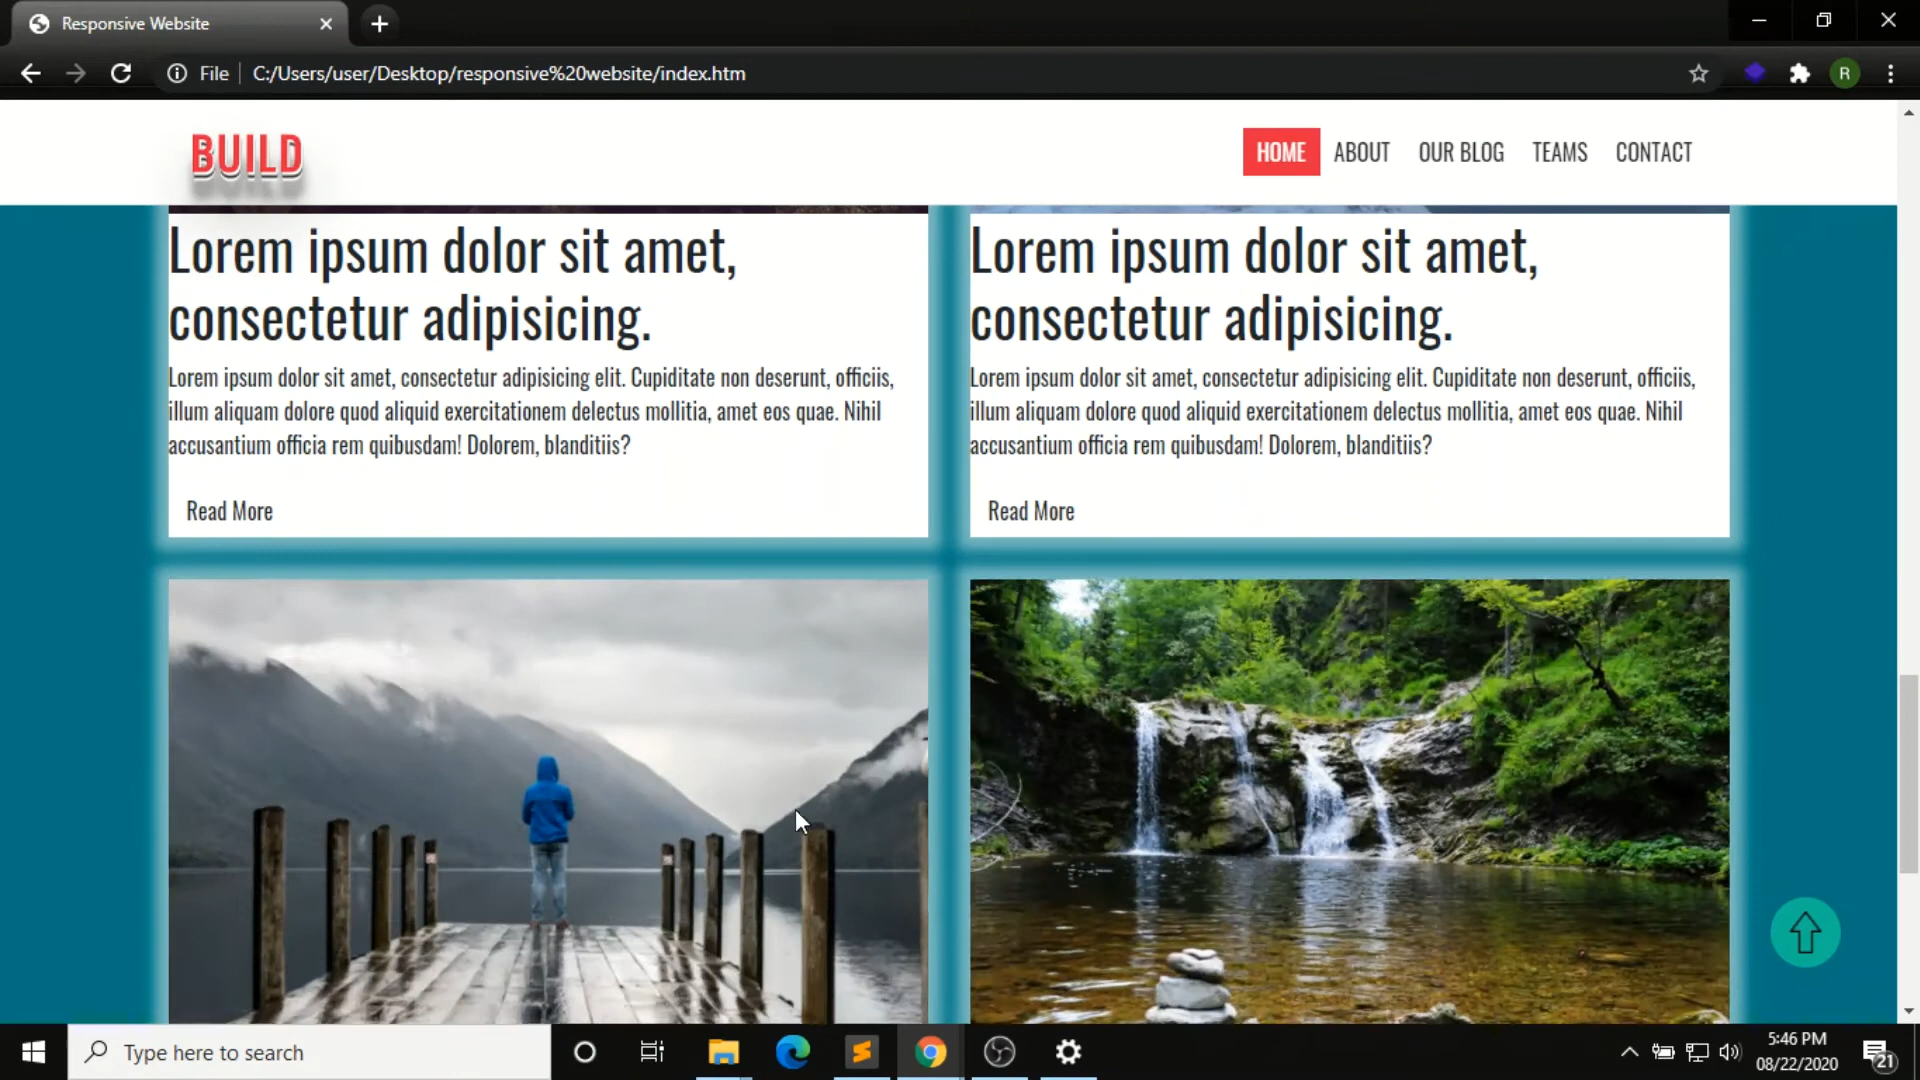 Responsive Website
File
C:/Users/user/Desktop/responsive%20website/index.htm
R
BUILD
HOME ABOUT OUR BLOG TEAMS CONTACT
Lorem ipsum dolor sit amet,
consectetur adipisicing.
Lorem ipsum dolor sit amet, consectetur adipisicing elit. Cupiditate non deserunt, officiis,
illum aliquam dolore quod aliquid exercitationem delectus mollitia, amet eos quae. Nihil
accusantium officia rem quibusdam! Dolorem, blanditiis?
Read More
Lorem ipsum dolor sit amet,
consectetur adipisicing.
Lorem ipsum dolor sit amet, consectetur adipisicing elit. Cupiditate non deserunt, officiis,
illum aliquam dolore quod aliquid exercitationem delectus mollitia, amet eos quae. Nihil
accusantium officia rem quibusdam! Dolorem, blanditiis?
Read More
Type here to search
5:46 PM
08/22/2020
21